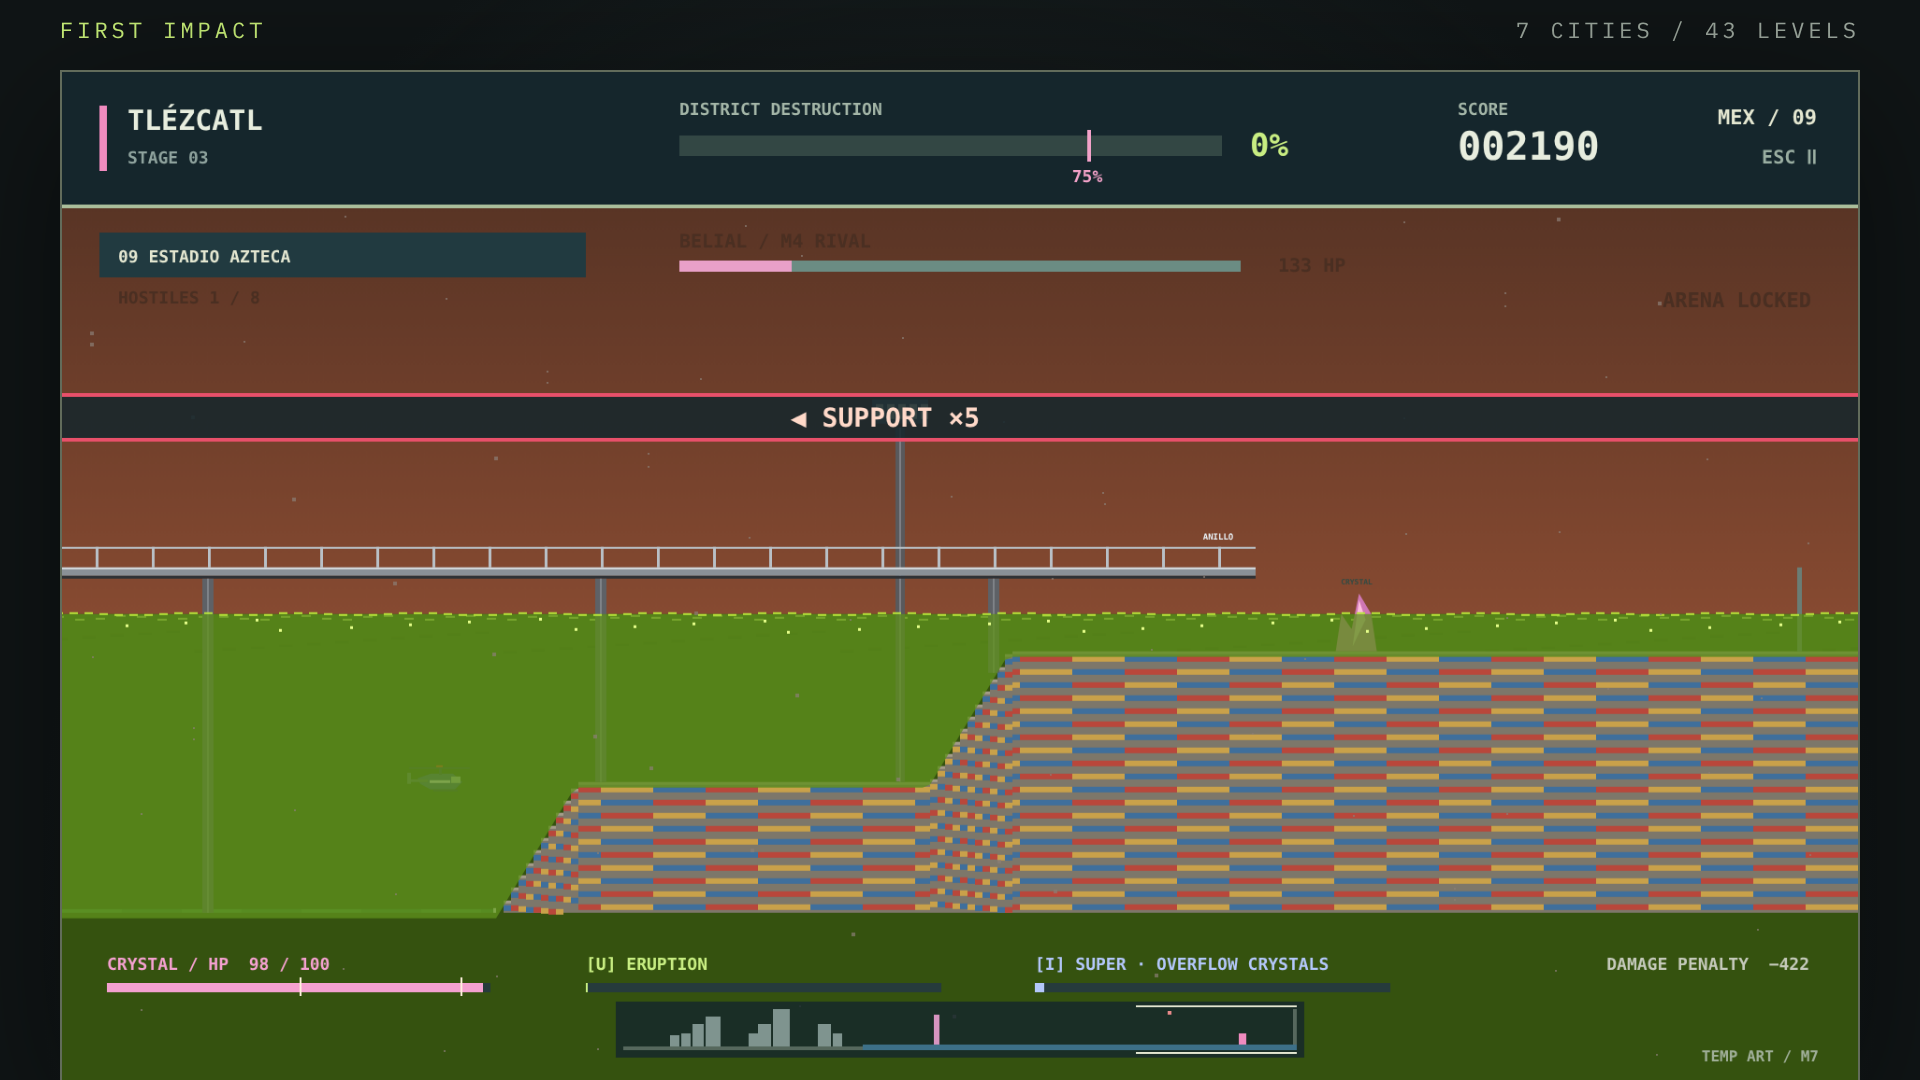 FIRST IMPACT
7 CITIES / 43 LEVELS
TLÉZCATL
STAGE 03
DISTRICT DESTRUCTION
0%
75%
SCORE
002190
MEX / 09
ESC II
09 ESTADIO AZTECA
HOSTILES 1 / 8
BELIAL / M4 RIVAL
133 HP
ARENA LOCKED
◀ SUPPORT ×5
ANILLO
CRYSTAL
CRYSTAL / HP 98 / 100
[U] ERUPTION
[I] SUPER · OVERFLOW CRYSTALS
DAMAGE PENALTY −422
TEMP ART / M7